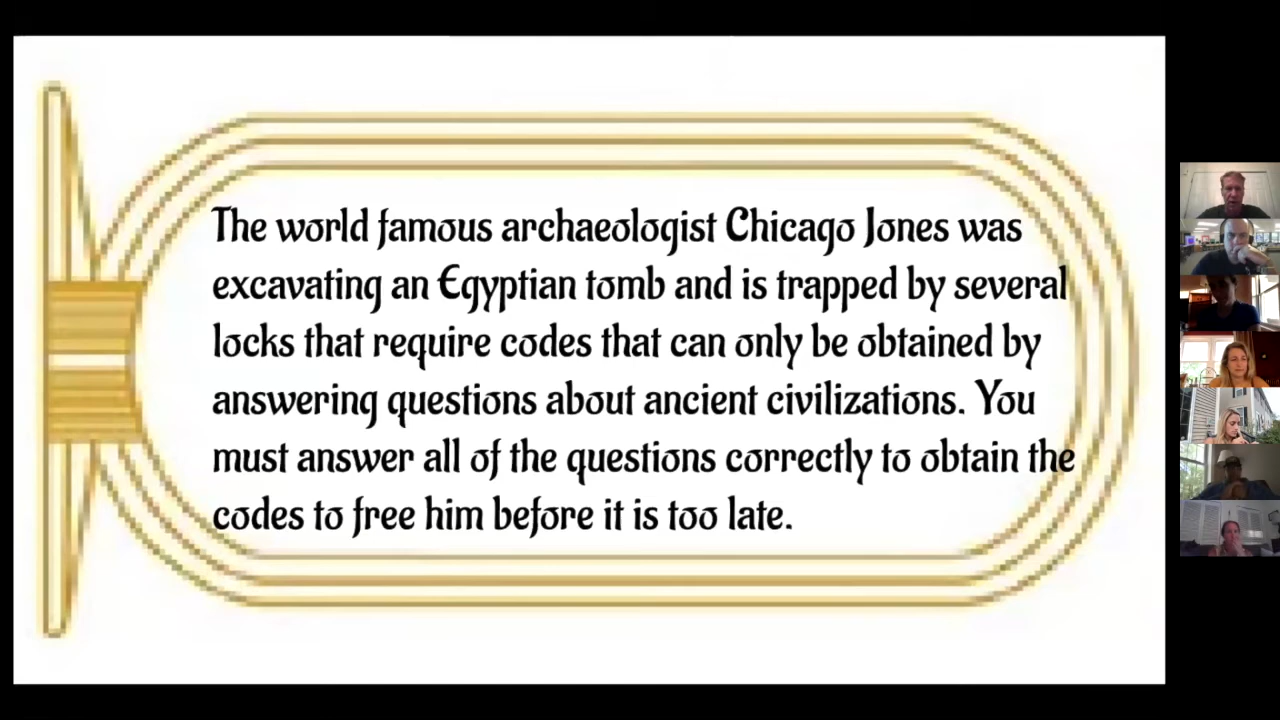 The world famous archaeologist Chicago Jones was
excavating an Egyptian tomb and is trapped by several
locks that require codes that can only be obtained by
answering questions about ancient civilizations. You
must answer all of the questions correctly to obtain the
codes to free him before it is too late.